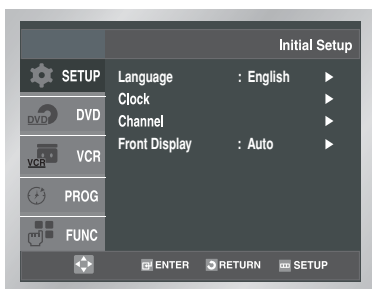 Initial Setup
SETUP
Language : English ►
Clock ►
DVD
DVD
Channel ►
Front Display : Auto ►
VCR
VCR
PROG
FUNC
ENTER RETURN SETUP